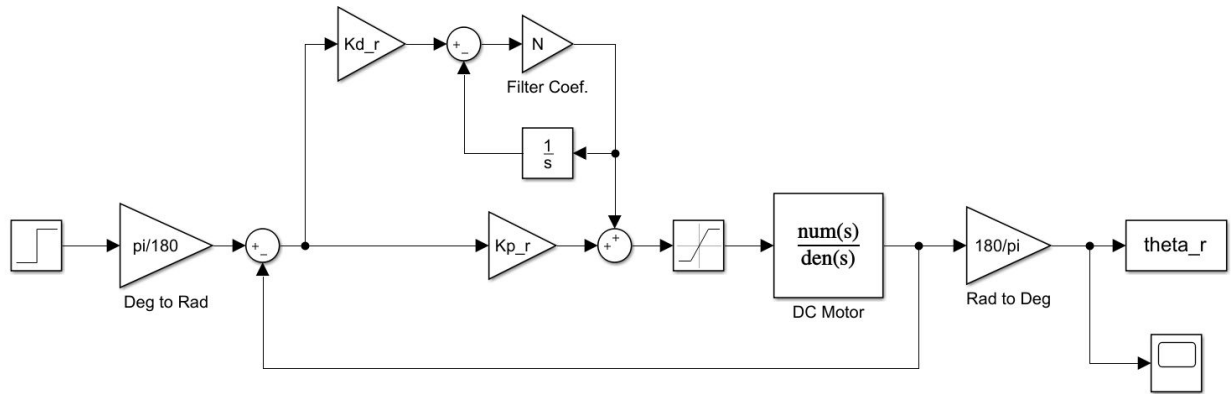 Kd_r
+
-
N
Filter Coef.
1
s
pi/180
Deg to Rad
+
-
Kp_r
+
+
num(s)
den(s)
DC Motor
180/pi
Rad to Deg
theta_r